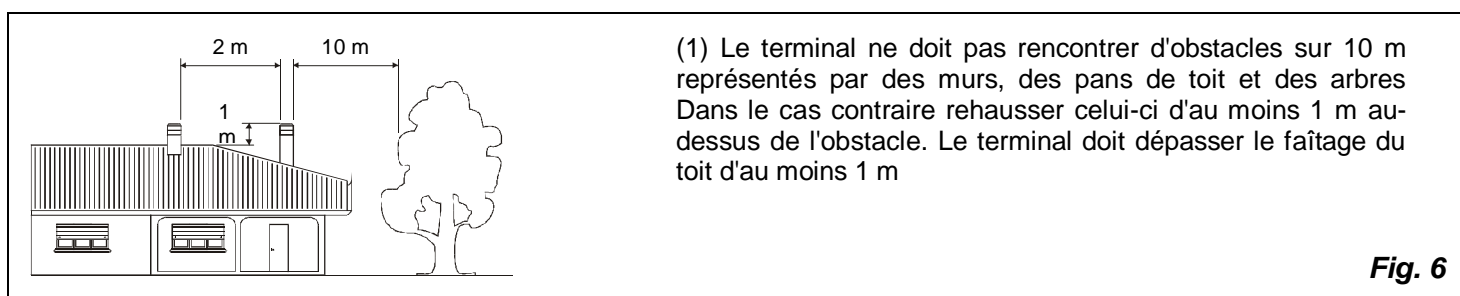 2 m 10 m
1
m
(1) Le terminal ne doit pas rencontrer d'obstacles sur 10 m
représentés par des murs, des pans de toit et des arbres
Dans le cas contraire rehausser celui-ci d'au moins 1 m au-
dessus de l'obstacle. Le terminal doit dépasser le faîtage du
toit d'au moins 1 m
Fig. 6